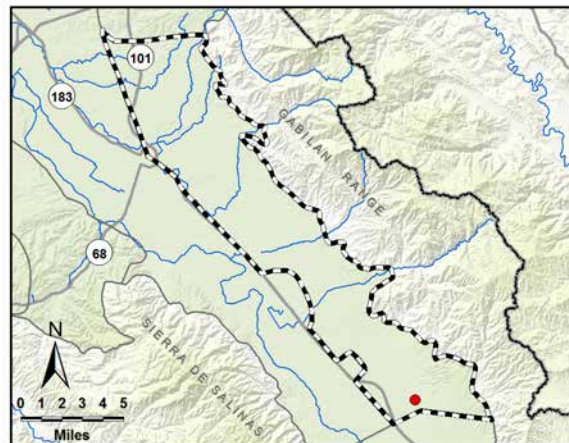 101
183
GABILAN RANGE
68
SIERRA DE SALINAS
N
0 1 2 3 4 5
Miles